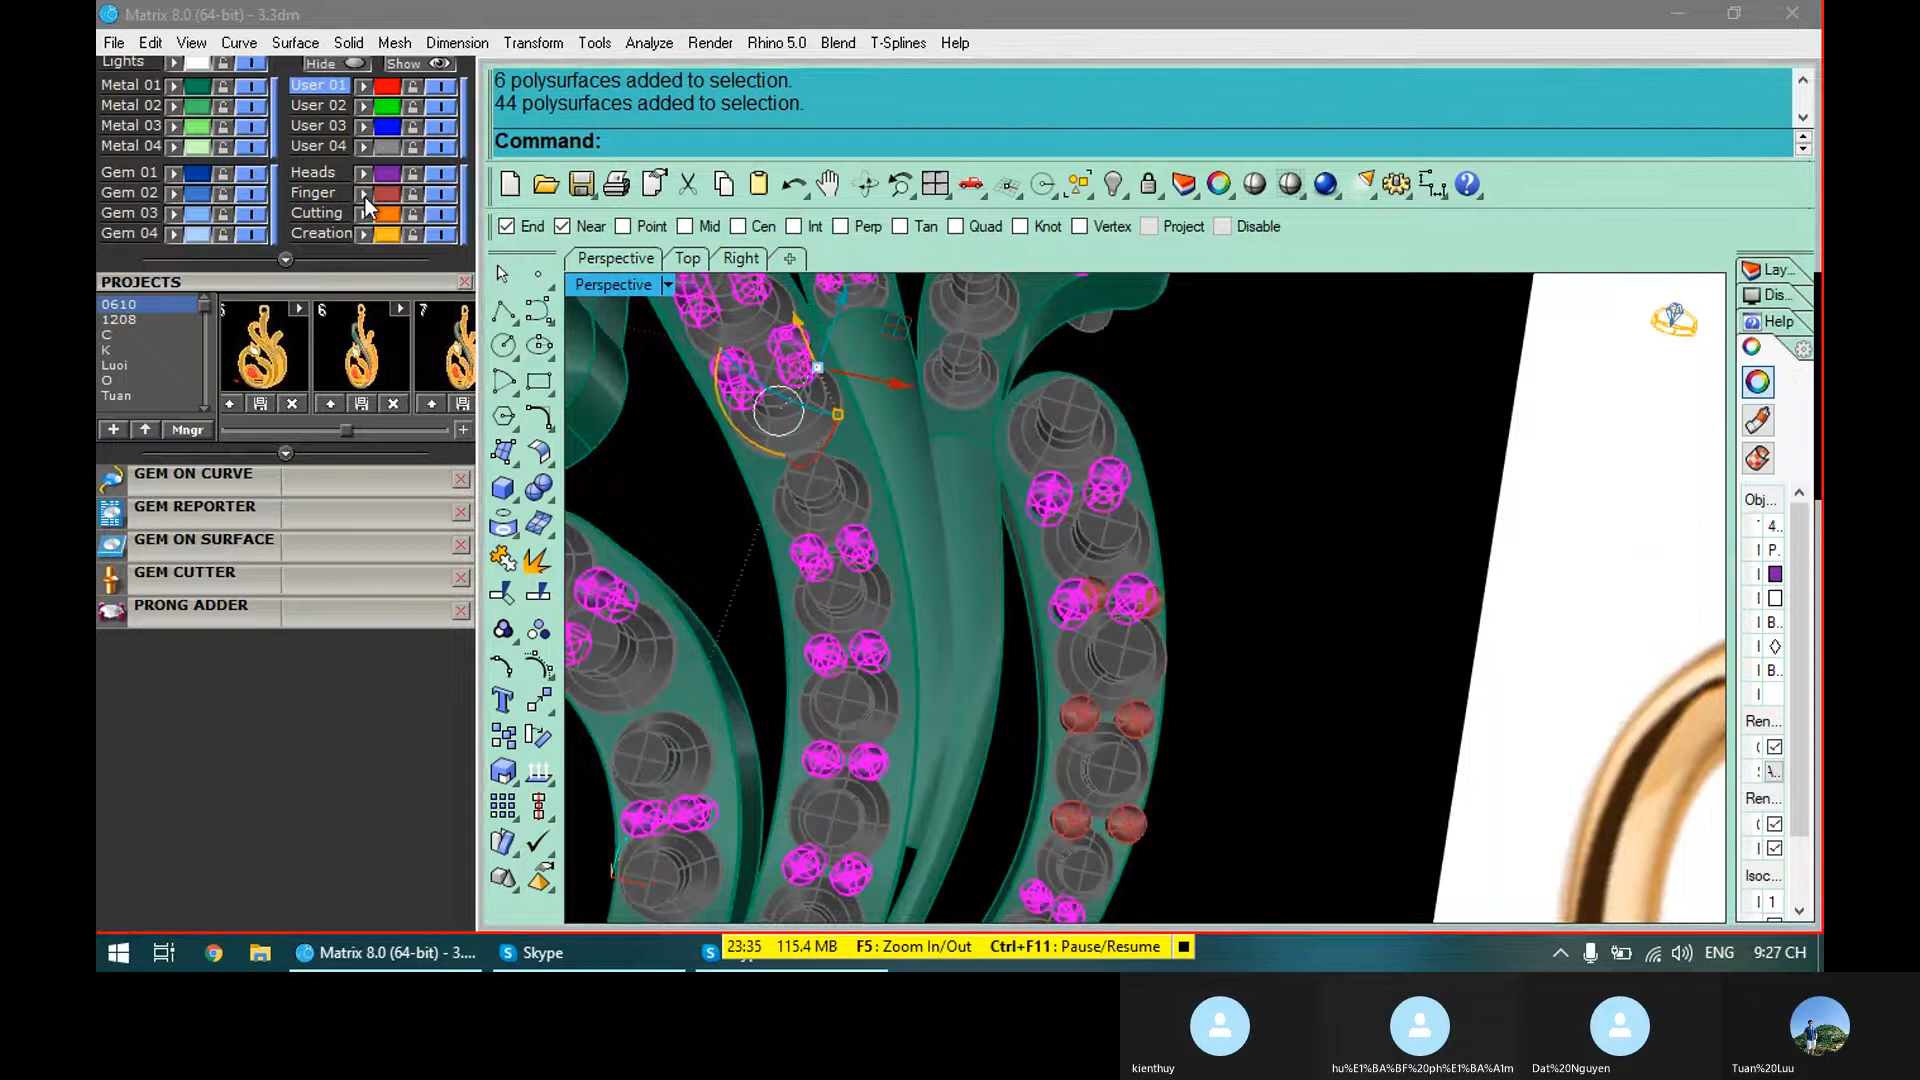 Matrix 8.0 (64-bit) - 3.3dm
File Edit View Curve Surface Solid Mesh Dimension Transform Tools Analyze Render Rhino 5.0 Blend T-Splines Help
Lights Hide Show
Metal 01 User 01
Metal 02 User 02
Metal 03 User 03
Metal 04 User 04
Gem 01 Heads
Gem 02 Finger
Gem 03 Cutting
Gem 04 Creation
6 polysurfaces added to selection.
44 polysurfaces added to selection.
Command:
End Near Point Mid Cen Int Perp Tan Quad Knot Vertex Project Disable
Perspective Top Right
Perspective
PROJECTS
0610
1208
C
K
Luoi
O
Tuan
6
7
Mngr
GEM ON CURVE
GEM REPORTER
GEM ON SURFACE
GEM CUTTER
PRONG ADDER
Lay...
Dis...
Help
Obj...
4...
P.
B..
B..
Ren...
Ren...
Isoc...
1
Matrix 8.0 (64-bit) - 3....
Skype
23:35 115.4 MB F5: Zoom In/Out Ctrl+F11: Pause/Resume
ENG 9:27 CH
kienthuy
hu%E1%BA%BF%20ph%E1%BA%A1m
Dat%20Nguyen
Tuan%20Luu